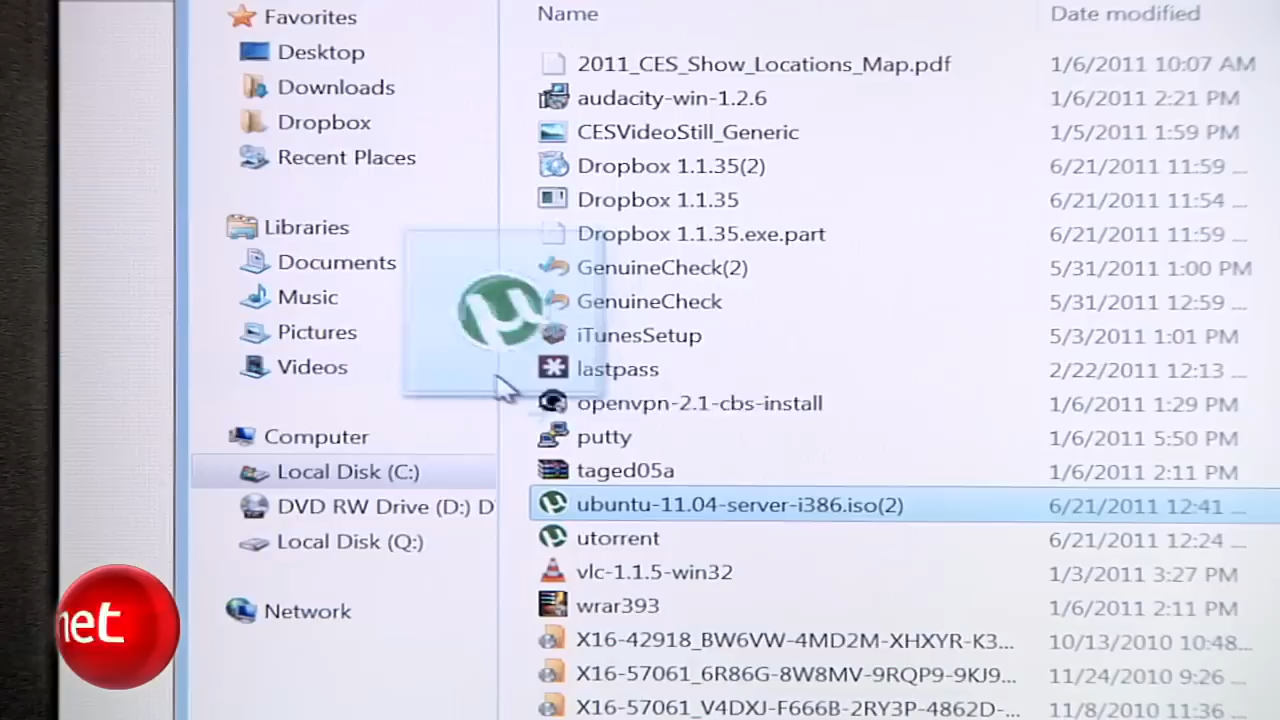 Favorites
Desktop
Downloads
Dropbox
Recent Places
Libraries
Documents
Music
Pictures
Videos
Computer
Local Disk (C:)
DVD RW Drive (D:) D
Local Disk (Q:)
Network
Name Date modified
2011_CES_Show_Locations_Map.pdf 1/6/2011 10:07 AM
audacity-win-1.2.6 1/6/2011 2:21 PM
CESVideoStill_Generic 1/5/2011 1:59 PM
Dropbox 1.1.35(2) 6/21/2011 11:59 ...
Dropbox 1.1.35 6/21/2011 11:54 ...
Dropbox 1.1.35.exe.part 6/21/2011 11:59 ...
GenuineCheck(2) 5/31/2011 1:00 PM
GenuineCheck 5/31/2011 12:59 ...
iTunesSetup 5/3/2011 1:01 PM
lastpass 2/22/2011 12:13 ...
openvpn-2.1-cbs-install 1/6/2011 1:29 PM
putty 1/6/2011 5:50 PM
taged05a 1/6/2011 2:11 PM
ubuntu-11.04-server-i386.iso(2) 6/21/2011 12:41 ...
utorrent 6/21/2011 12:24 ...
vlc-1.1.5-win32 1/3/2011 3:27 PM
wrar393 1/6/2011 2:11 PM
X16-42918_BW6VW-4MD2M-XHXYR-K3... 10/13/2010 10:48...
X16-57061_6R86G-8W8MV-9RQP9-9KJ9... 11/24/2010 9:26 ...
X16-57061_V4DXJ-F666B-2RY3P-4862D-... 11/8/2010 11:36 ...
net